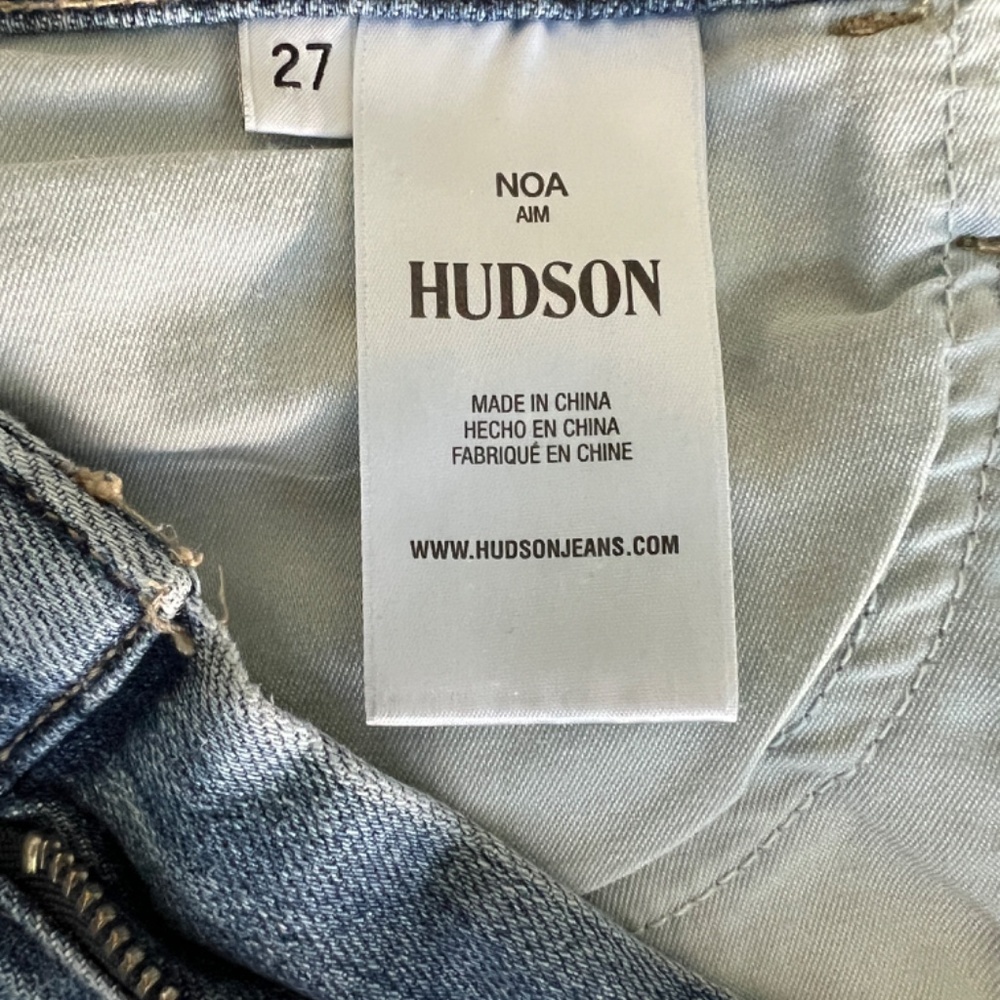 27
NOA
AIM
HUDSON
MADE IN CHINA
HECHO EN CHINA
FABRIQUÉ EN CHINE
WWW.HUDSONJEANS.COM